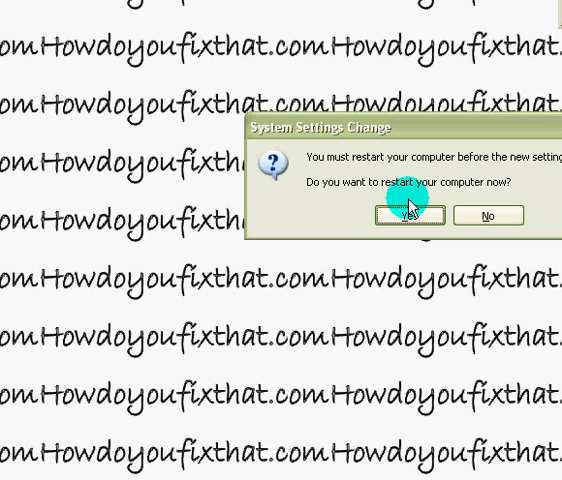 omHowdoyoufixthat.comHowdoyoufixthat.
omHowdoyoufixthat.comHowdoyoufixthat.
System Settings Change
You must restart your computer before the new setting
omHowdoyoufixthat.
Do you want to restart your computer now?
Yes
No
omHowdoyoufixthat.comHowdoyoufixthat.
omHowdoyoufixthat.comHowdoyoufixthat.
omHowdoyoufixthat.comHowdoyoufixthat.
omHowdoyoufixthat.comHowdoyoufixthat.
omHowdoyoufixthat.comHowdoyoufixthat.